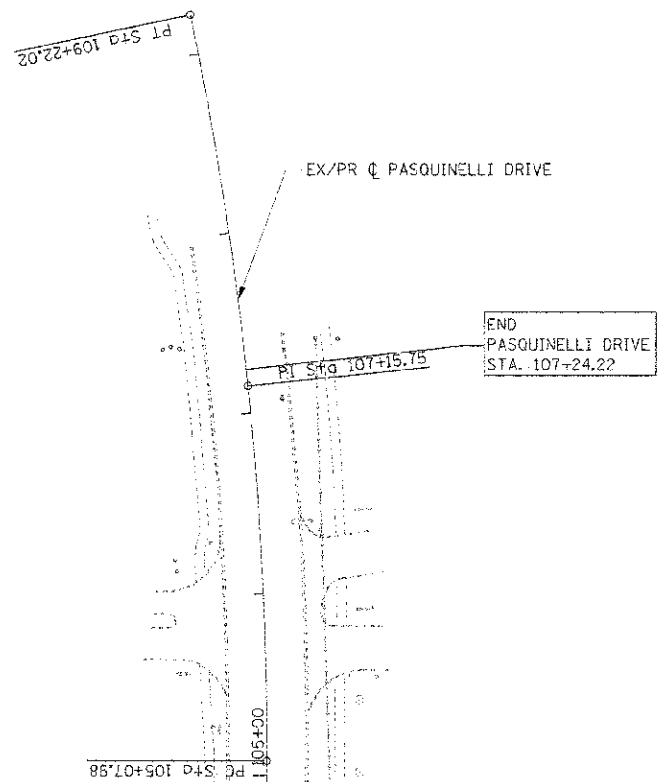 PT Sta 109+22.02
EX/PR ℄ PASQUINELLI DRIVE
END
PASQUINELLI DRIVE
STA. 107+24.22
PI Sta 107+15.75
105+00
PC Sta 105+07.98